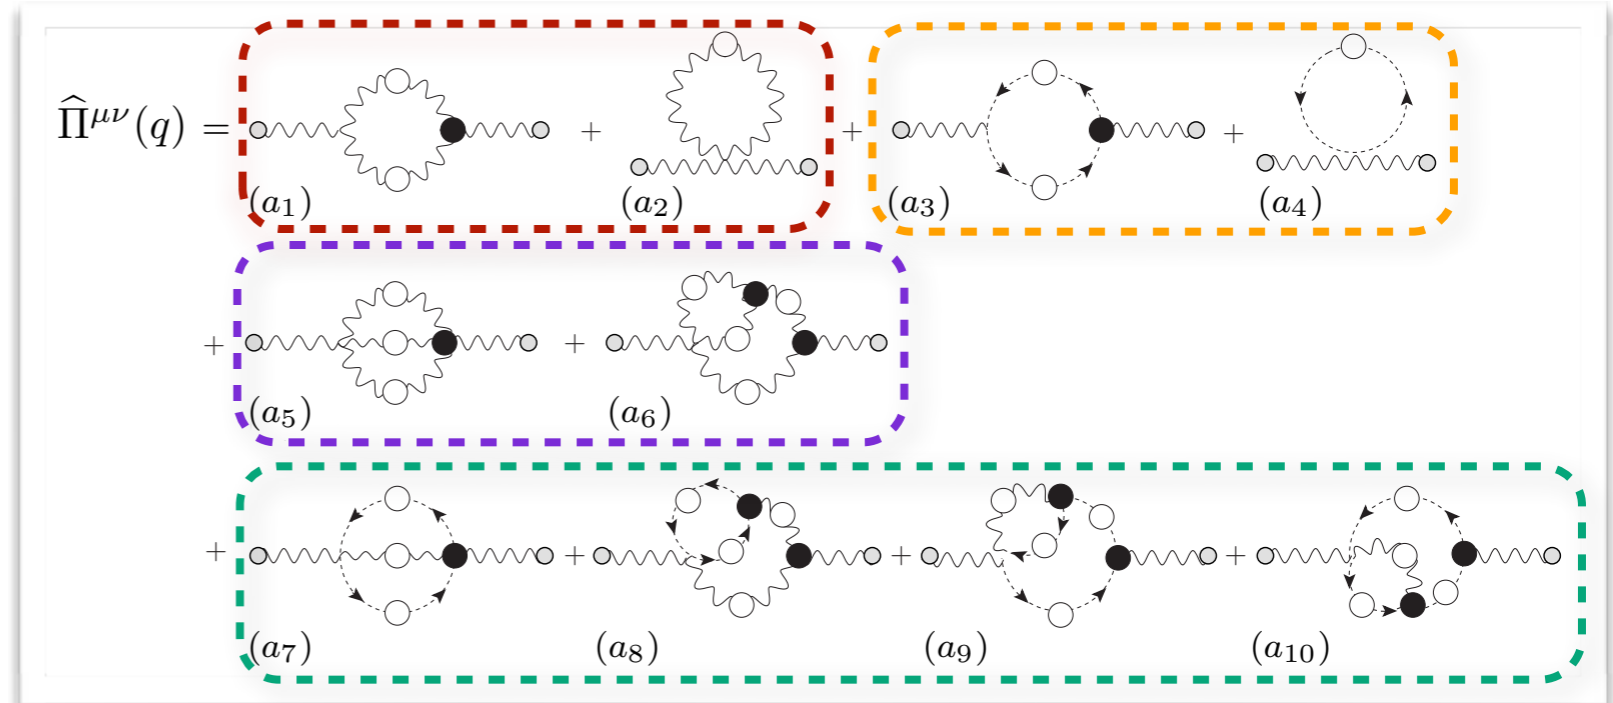 Π̂^{μν}(q) = + + +
(a₁) (a₂) (a₃) (a₄)
+ +
(a₅) (a₆)
+ + + +
(a₇) (a₈) (a₉) (a₁₀)